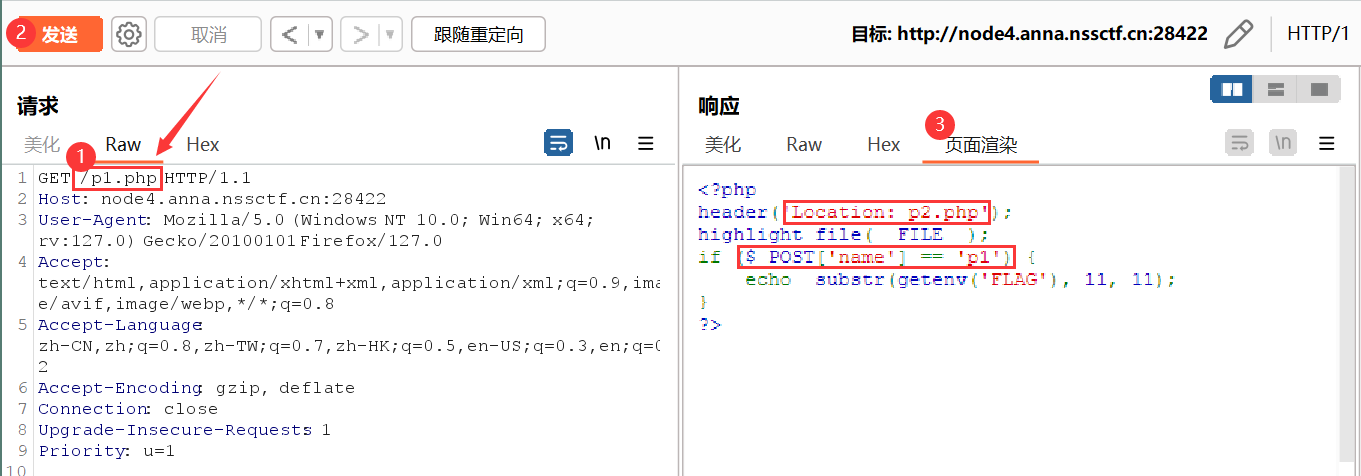 2 发送 取消 < > 跟随重定向 目标: http://node4.anna.nssctf.cn:28422 HTTP/1
请求
美化 Raw Hex \n
1
1 GET /p1.php HTTP/1.1
2 Host: node4.anna.nssctf.cn:28422
3 User-Agent: Mozilla/5.0 (Windows NT 10.0; Win64; x64;
rv:127.0) Gecko/20100101 Firefox/127.0
4 Accept:
text/html,application/xhtml+xml,application/xml;q=0.9,ima
e/avif,image/webp,*/*;q=0.8
5 Accept-Language:
zh-CN,zh;q=0.8,zh-TW;q=0.7,zh-HK;q=0.5,en-US;q=0.3,en;q=0
2
6 Accept-Encoding: gzip, deflate
7 Connection: close
8 Upgrade-Insecure-Requests: 1
9 Priority: u=1
10
响应
3
美化 Raw Hex 页面渲染 \n
<?php
header('Location: p2.php');
highlight_file(__FILE__);
if ($_POST['name'] == 'p1') {
echo substr(getenv('FLAG'), 11, 11);
}
?>